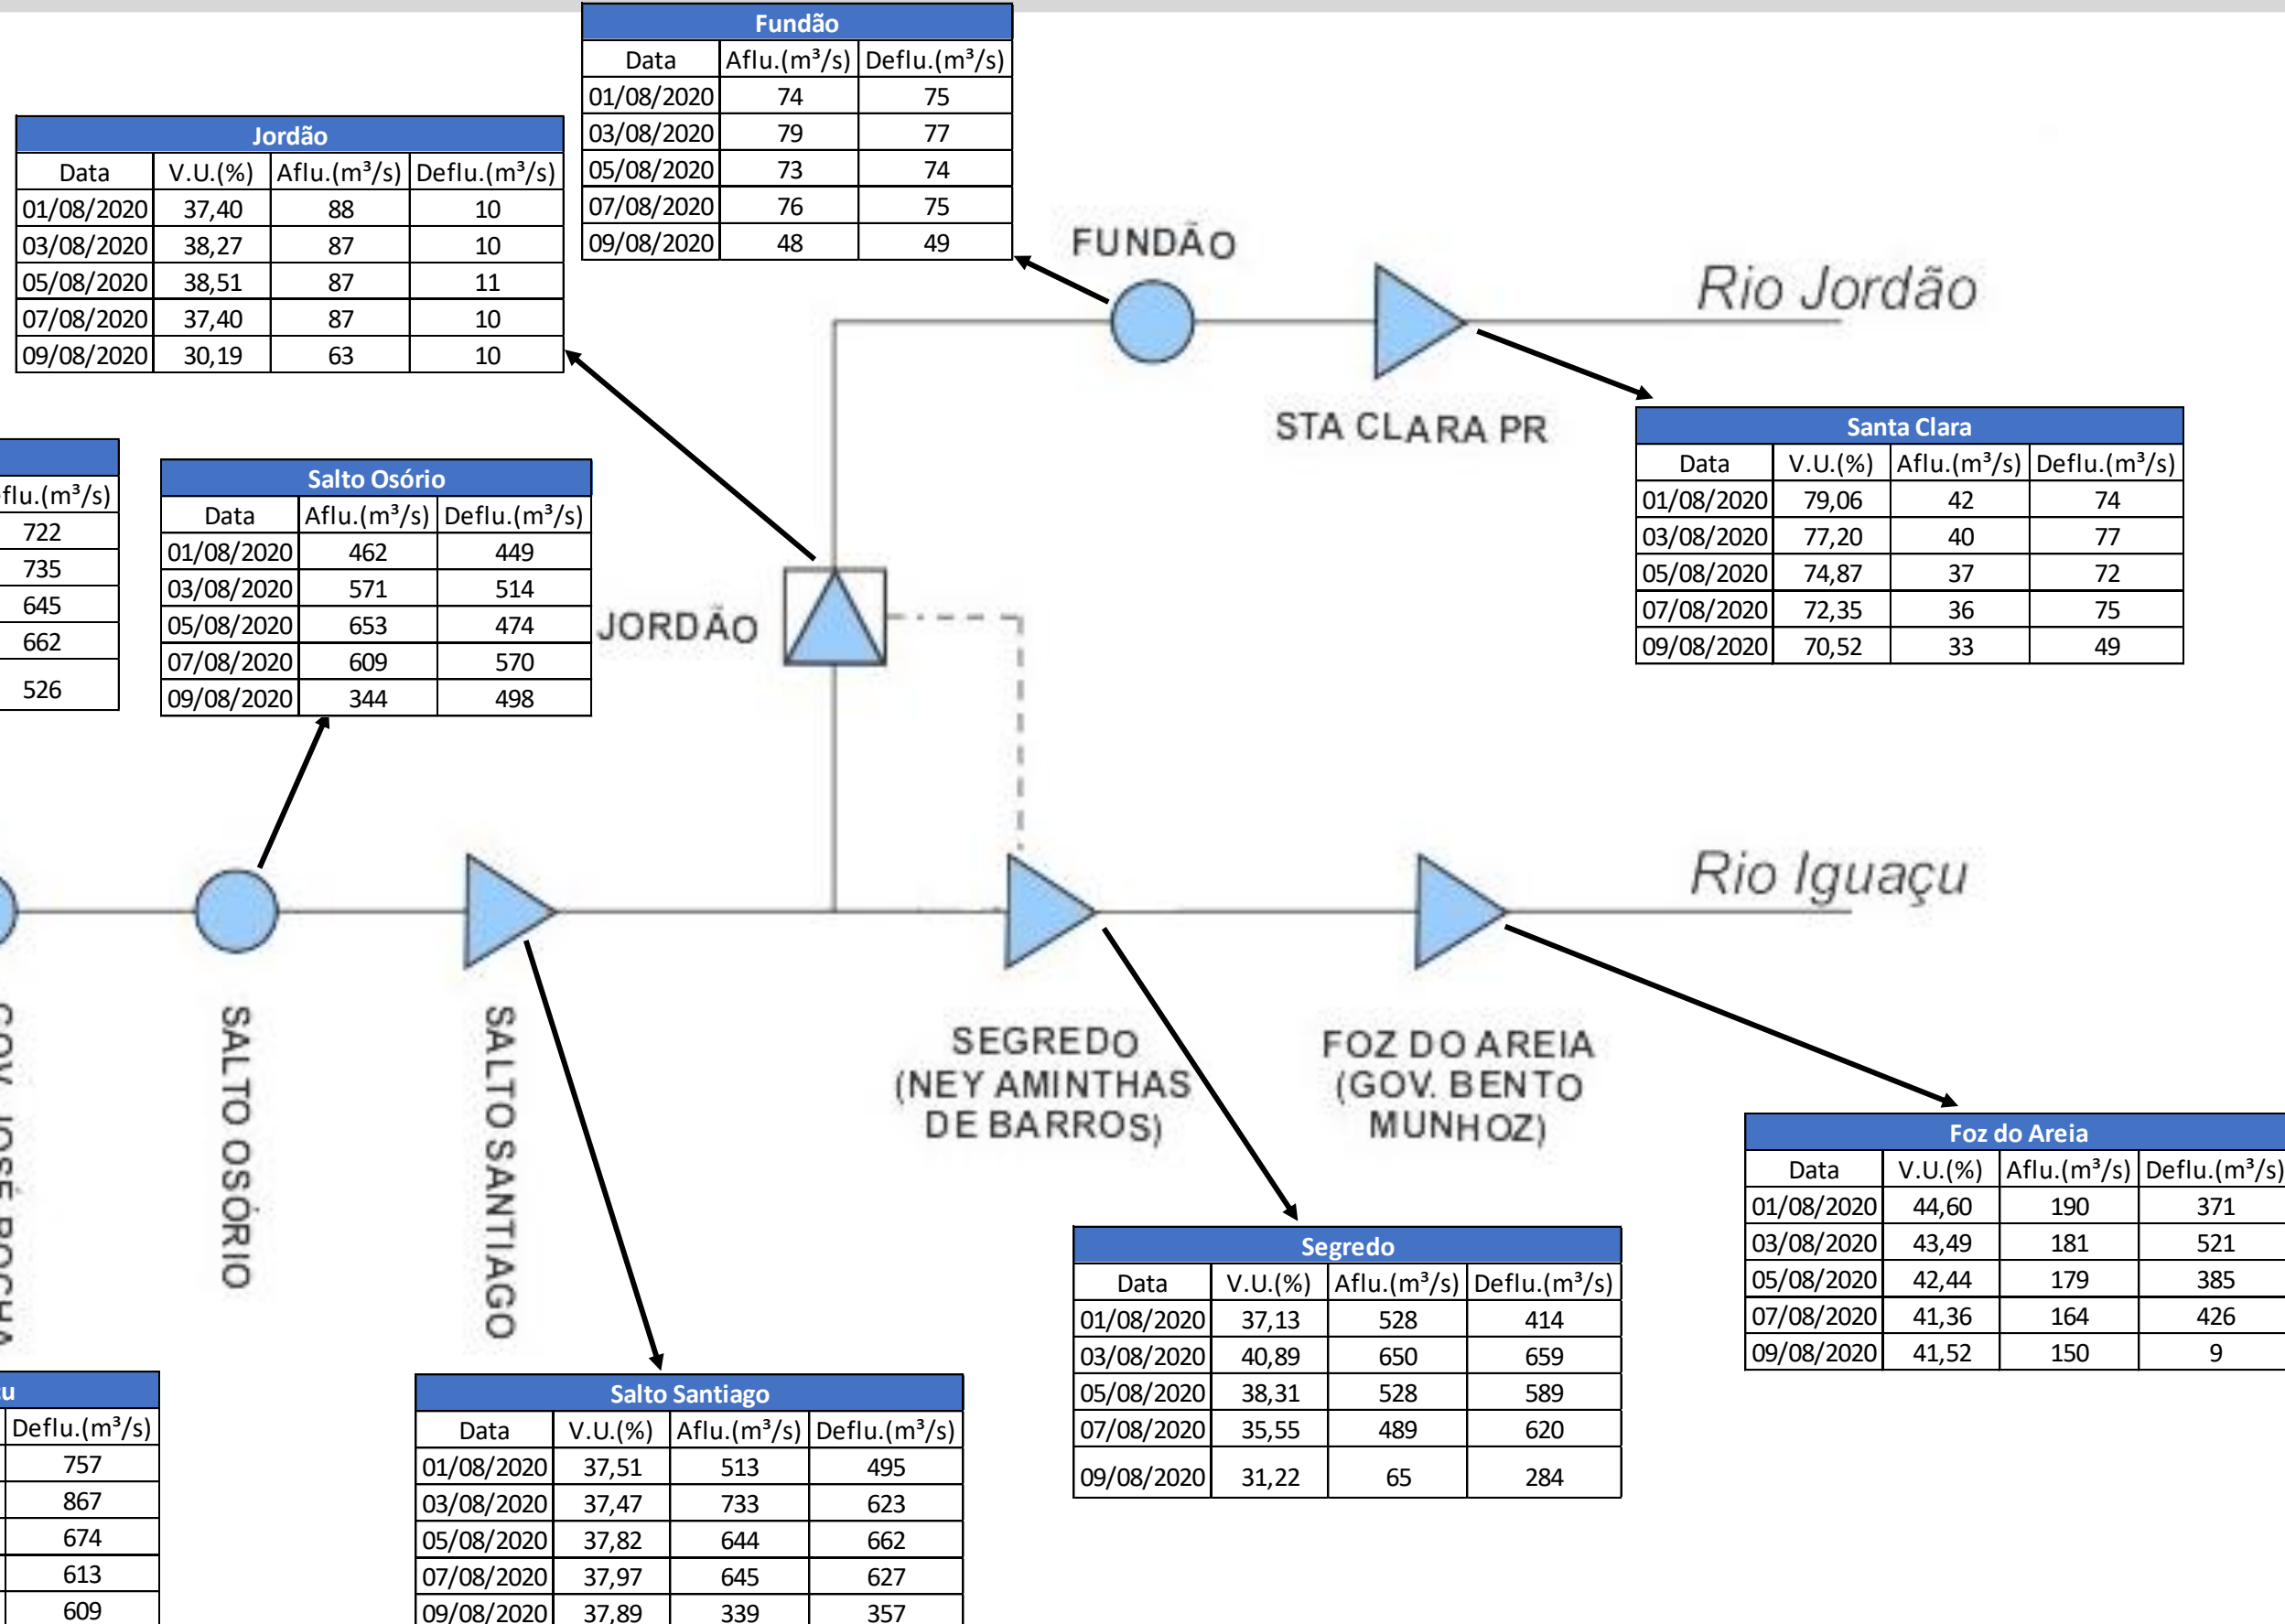 Fundão
Data Aflu.(m³/s) Deflu.(m³/s)
01/08/2020 74 75
03/08/2020 79 77
05/08/2020 73 74
07/08/2020 76 75
09/08/2020 48 49
Jordão
Data V.U.(%) Aflu.(m³/s) Deflu.(m³/s)
01/08/2020 37,40 88 10
03/08/2020 38,27 87 10
05/08/2020 38,51 87 11
07/08/2020 37,40 87 10
09/08/2020 30,19 63 10
FUNDÃO
Rio Jordão
STA CLARA PR
Santa Clara
Data V.U.(%) Aflu.(m³/s) Deflu.(m³/s)
01/08/2020 79,06 42 74
03/08/2020 77,20 40 77
05/08/2020 74,87 37 72
07/08/2020 72,35 36 75
09/08/2020 70,52 33 49
flu.(m³/s)
722
735
645
662
526
Salto Osório
Data Aflu.(m³/s) Deflu.(m³/s)
01/08/2020 462 449
03/08/2020 571 514
05/08/2020 653 474
07/08/2020 609 570
09/08/2020 344 498
JORDÃO
Rio Iguaçu
GOV. JOSÉ ROCHA
SALTO OSÓRIO
SALTO SANTIAGO
SEGREDO
(NEY AMINTHAS
DE BARROS)
FOZ DO AREIA
(GOV. BENTO
MUNHOZ)
Foz do Areia
Data V.U.(%) Aflu.(m³/s) Deflu.(m³/s)
01/08/2020 44,60 190 371
03/08/2020 43,49 181 521
05/08/2020 42,44 179 385
07/08/2020 41,36 164 426
09/08/2020 41,52 150 9
Segredo
Data V.U.(%) Aflu.(m³/s) Deflu.(m³/s)
01/08/2020 37,13 528 414
03/08/2020 40,89 650 659
05/08/2020 38,31 528 589
07/08/2020 35,55 489 620
09/08/2020 31,22 65 284
u
Deflu.(m³/s)
757
867
674
613
609
Salto Santiago
Data V.U.(%) Aflu.(m³/s) Deflu.(m³/s)
01/08/2020 37,51 513 495
03/08/2020 37,47 733 623
05/08/2020 37,82 644 662
07/08/2020 37,97 645 627
09/08/2020 37,89 339 357